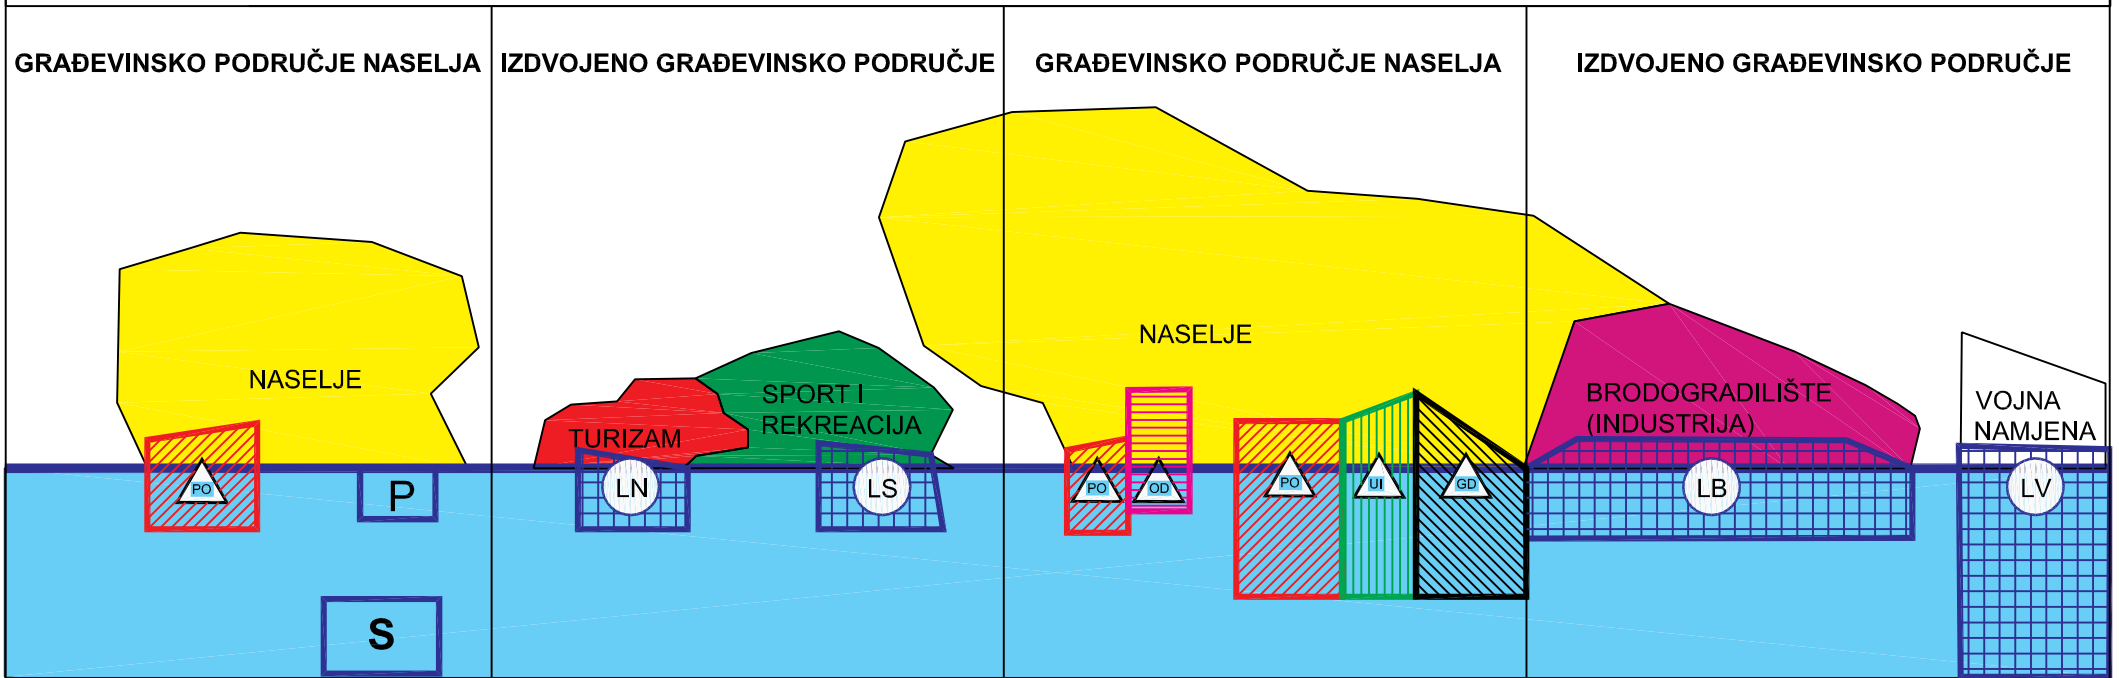 GRAĐEVINSKO PODRUČJE NASELJA
IZDVOJENO GRAĐEVINSKO PODRUČJE
GRAĐEVINSKO PODRUČJE NASELJA
IZDVOJENO GRAĐEVINSKO PODRUČJE
NASELJE
PO
P
S
TURIZAM
SPORT I
REKREACIJA
LN
LS
NASELJE
PO
OD
PO
UI
GD
BRODOGRADILIŠTE
(INDUSTRIJA)
LB
VOJNA
NAMJENA
LV